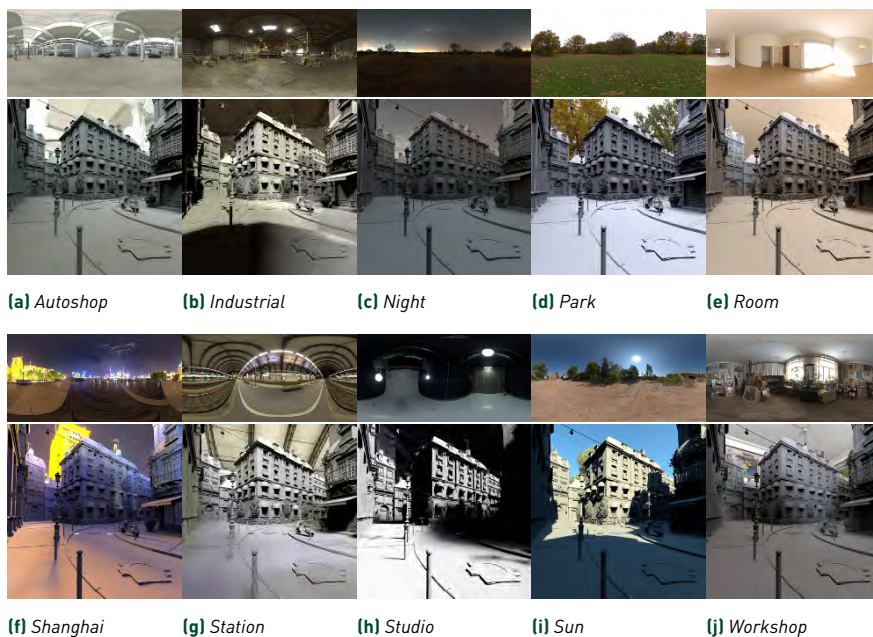 (a) Autoshop
(b) Industrial
(c) Night
(d) Park
(e) Room
(f) Shanghai
(g) Station
(h) Studio
(i) Sun
(j) Workshop